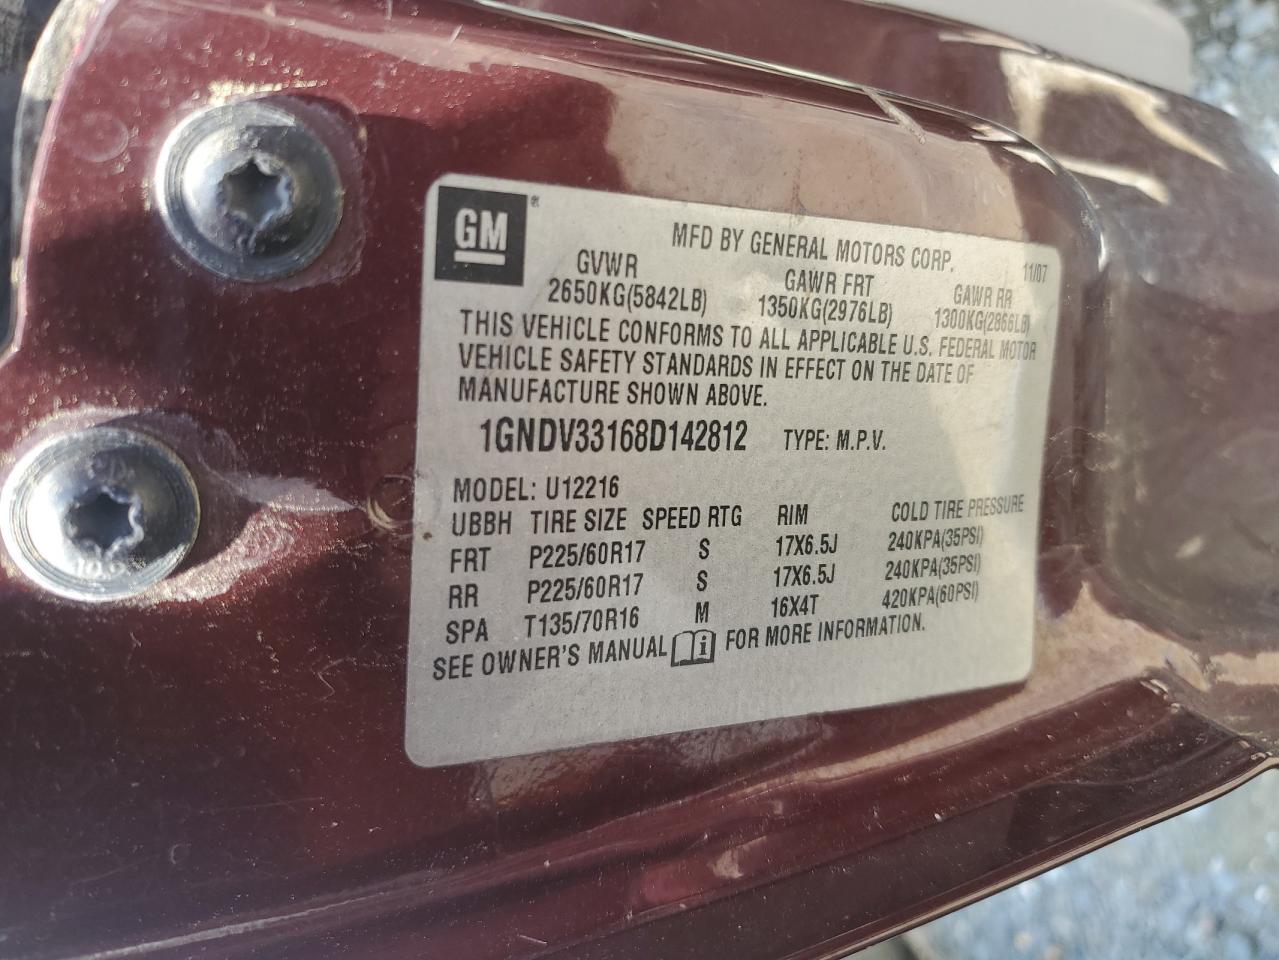 GM®
MFD BY GENERAL MOTORS CORP. 11/07
GVWR GAWR FRT GAWR RR
2650KG(5842LB) 1350KG(2976LB) 1300KG(2866LB)
THIS VEHICLE CONFORMS TO ALL APPLICABLE U.S. FEDERAL MOTOR
VEHICLE SAFETY STANDARDS IN EFFECT ON THE DATE OF
MANUFACTURE SHOWN ABOVE.
1GNDV33168D142812 TYPE: M.P.V.
MODEL: U12216
UBBH TIRE SIZE SPEED RTG RIM COLD TIRE PRESSURE
FRT P225/60R17 S 17X6.5J 240KPA(35PSI)
RR P225/60R17 S 17X6.5J 240KPA(35PSI)
SPA T135/70R16 M 16X4T 420KPA(60PSI)
SEE OWNER'S MANUAL i FOR MORE INFORMATION.
10.9